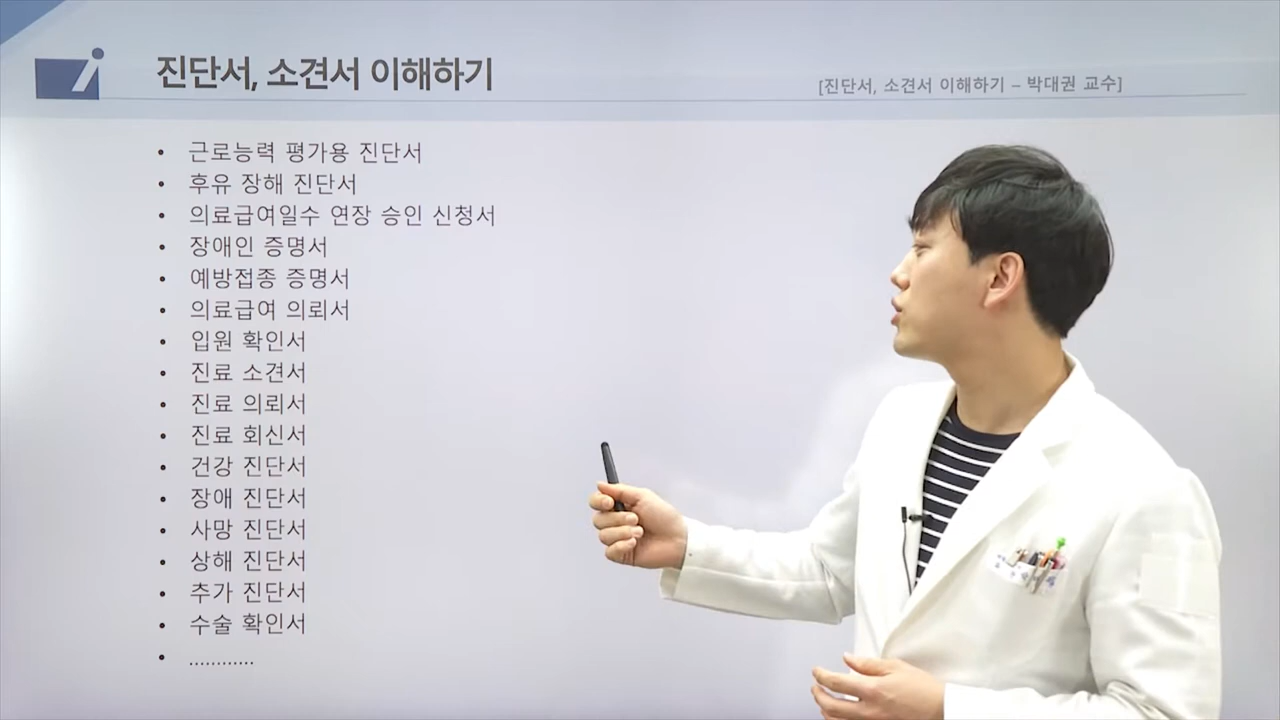 진단서, 소견서 이해하기
[진단서, 소견서 이해하기 – 박대권 교수]
• 근로능력 평가용 진단서
• 후유 장해 진단서
• 의료급여일수 연장 승인 신청서
• 장애인 증명서
• 예방접종 증명서
• 의료급여 의뢰서
• 입원 확인서
• 진료 소견서
• 진료 의뢰서
• 진료 회신서
• 건강 진단서
• 장애 진단서
• 사망 진단서
• 상해 진단서
• 추가 진단서
• 수술 확인서
• …………